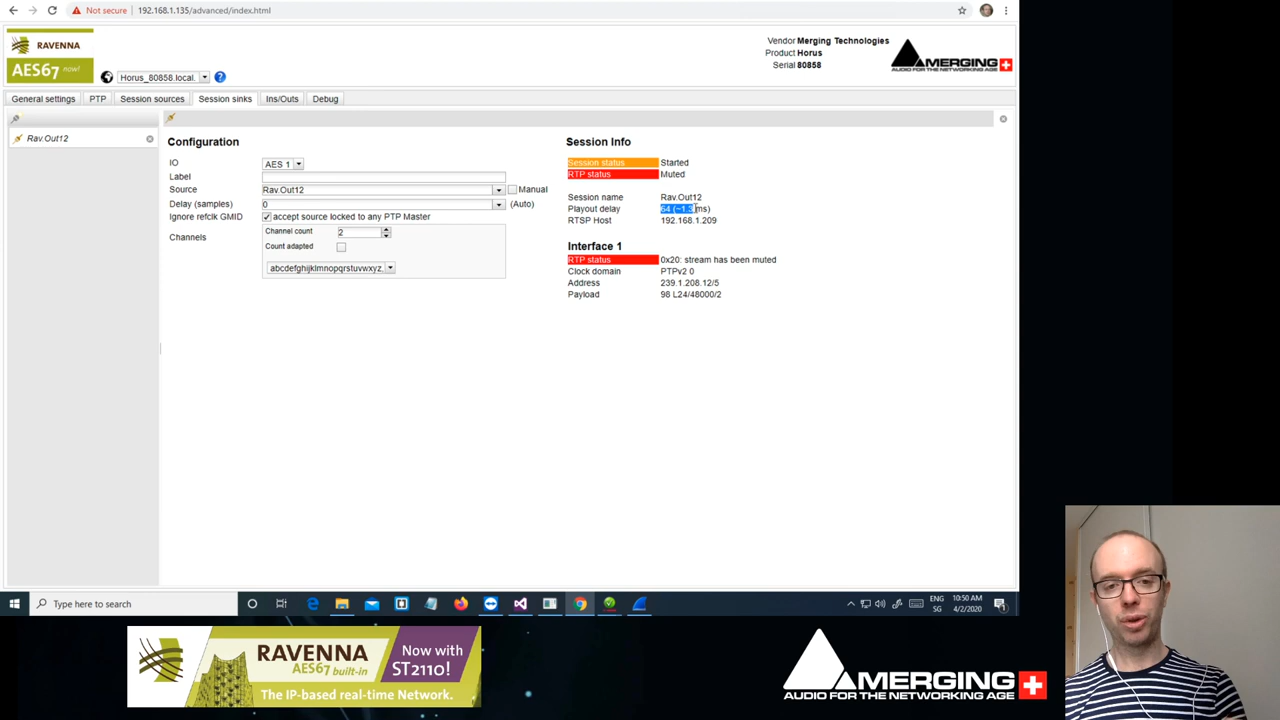 Not secure | 192.168.1.135/advanced/index.html
RAVENNA
AES67 now!
Horus_80858.local.
?
Vendor Merging Technologies
Product Horus
Serial 80858
MERGING
AUDIO FOR THE NETWORKING AGE
General settings PTP Session sources Session sinks Ins/Outs Debug
Rav.Out12
Configuration
IO AES 1
Label
Source Rav.Out12 Manual
Delay (samples) 0 (Auto)
Ignore refclk GMID accept source locked to any PTP Master
Channels Channel count 2
Count adapted
abcdefghijklmnopqrstuvwxyz,
Session Info
Session status Started
RTP status Muted
Session name Rav.Out12
Playout delay 64 (~1.3 ms)
RTSP Host 192.168.1.209
Interface 1
RTP status 0x20: stream has been muted
Clock domain PTPv2 0
Address 239.1.208.12/5
Payload 98 L24/48000/2
Type here to search
ENG
SG
10:50 AM
4/2/2020
RAVENNA
AES67 built-in
Now with
ST2110!
The IP-based real-time Network.
MERGING
AUDIO FOR THE NETWORKING AGE